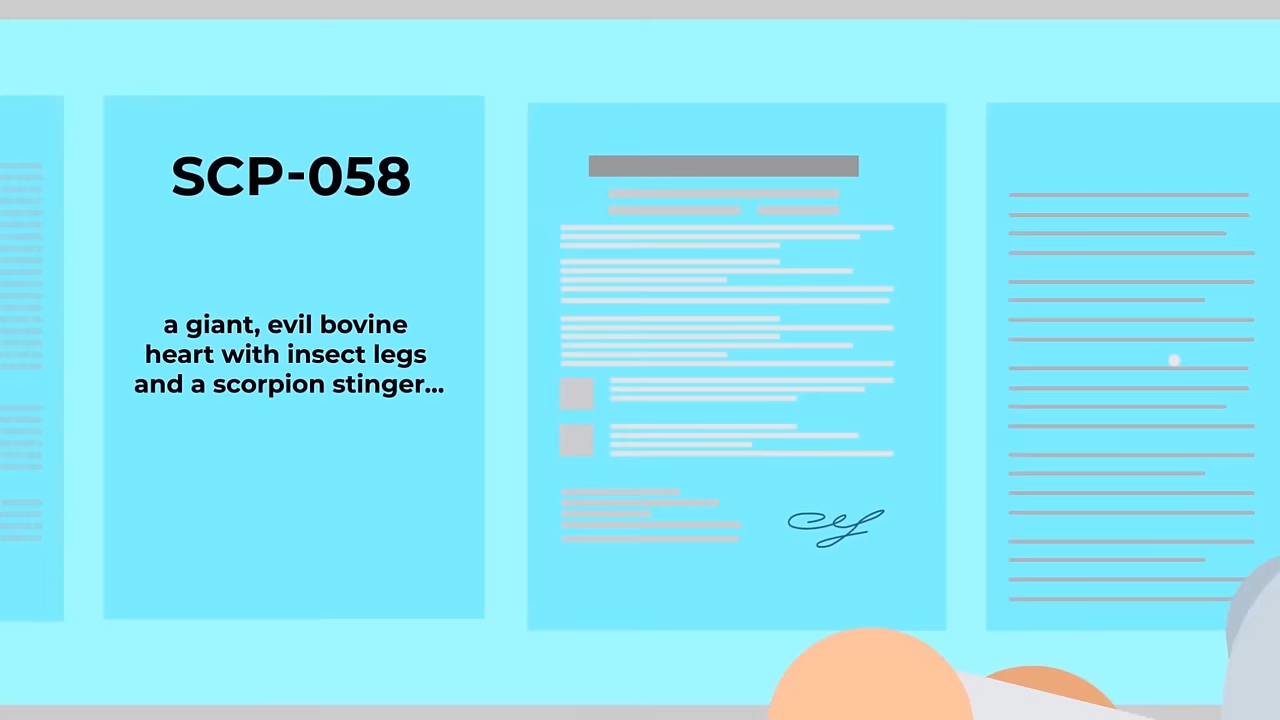 SCP-058
a giant, evil bovine
heart with insect legs
and a scorpion stinger...